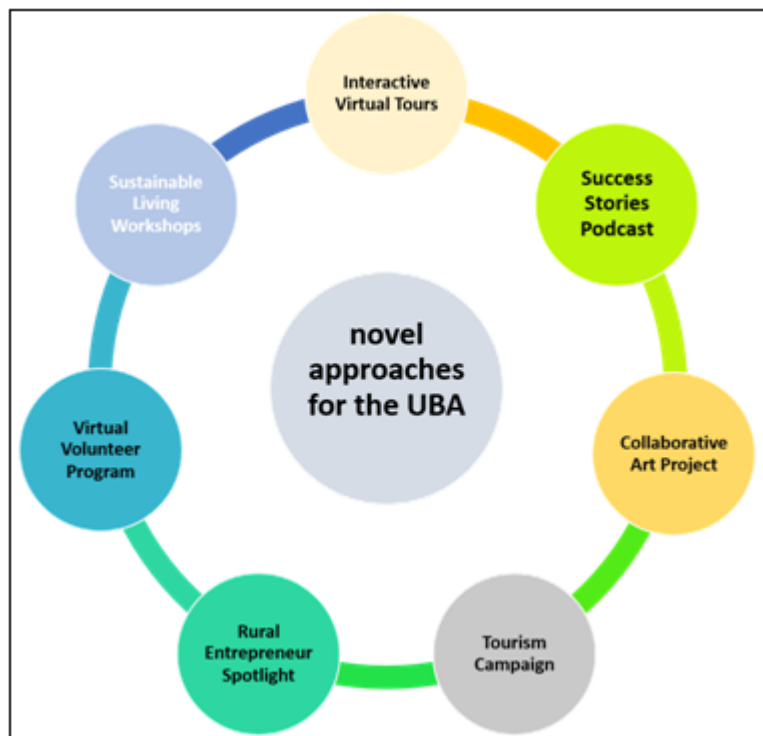 Interactive
Virtual Tours
Success
Stories
Podcast
Collaborative
Art Project
Tourism
Campaign
Rural
Entrepreneur
Spotlight
Virtual
Volunteer
Program
Sustainable
Living
Workshops
novel
approaches
for the UBA